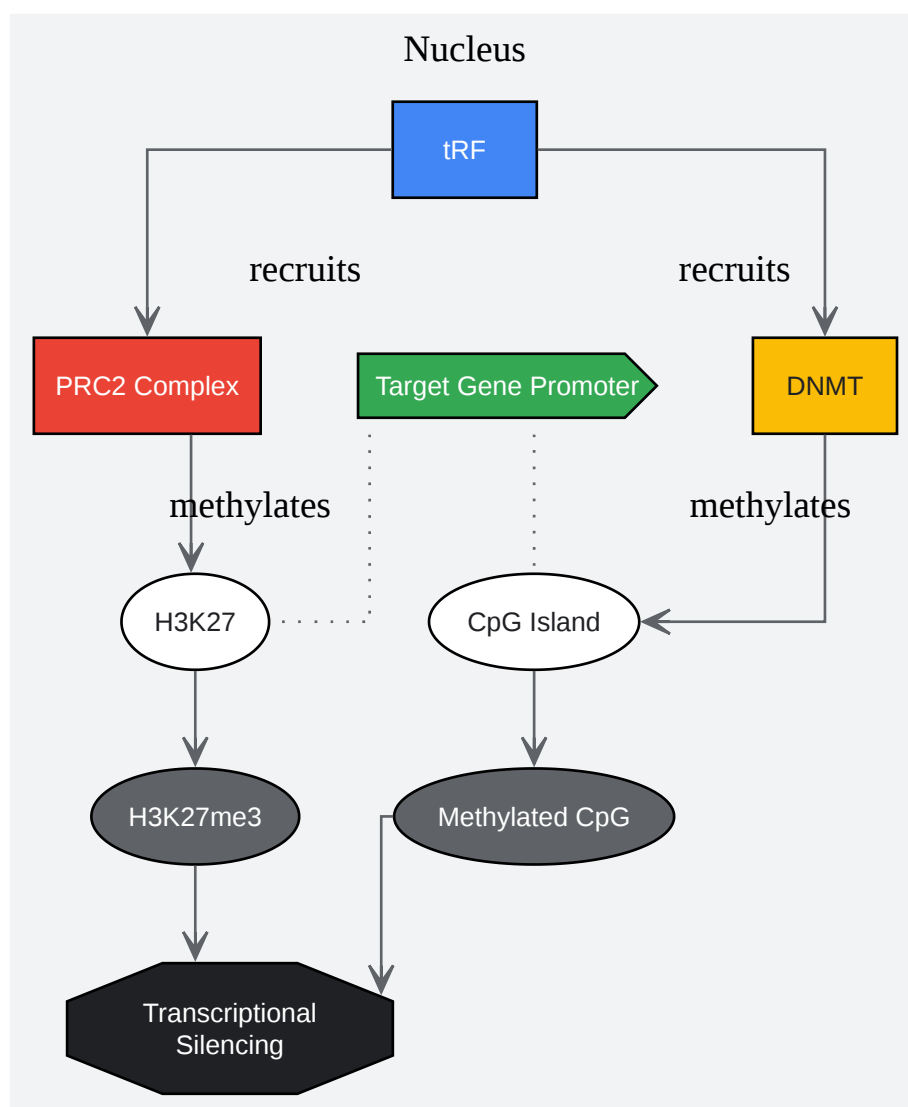 Nucleus
tRF
recruits
recruits
PRC2 Complex
Target Gene Promoter
DNMT
methylates
methylates
H3K27
CpG Island
H3K27me3
Methylated CpG
Transcriptional
Silencing